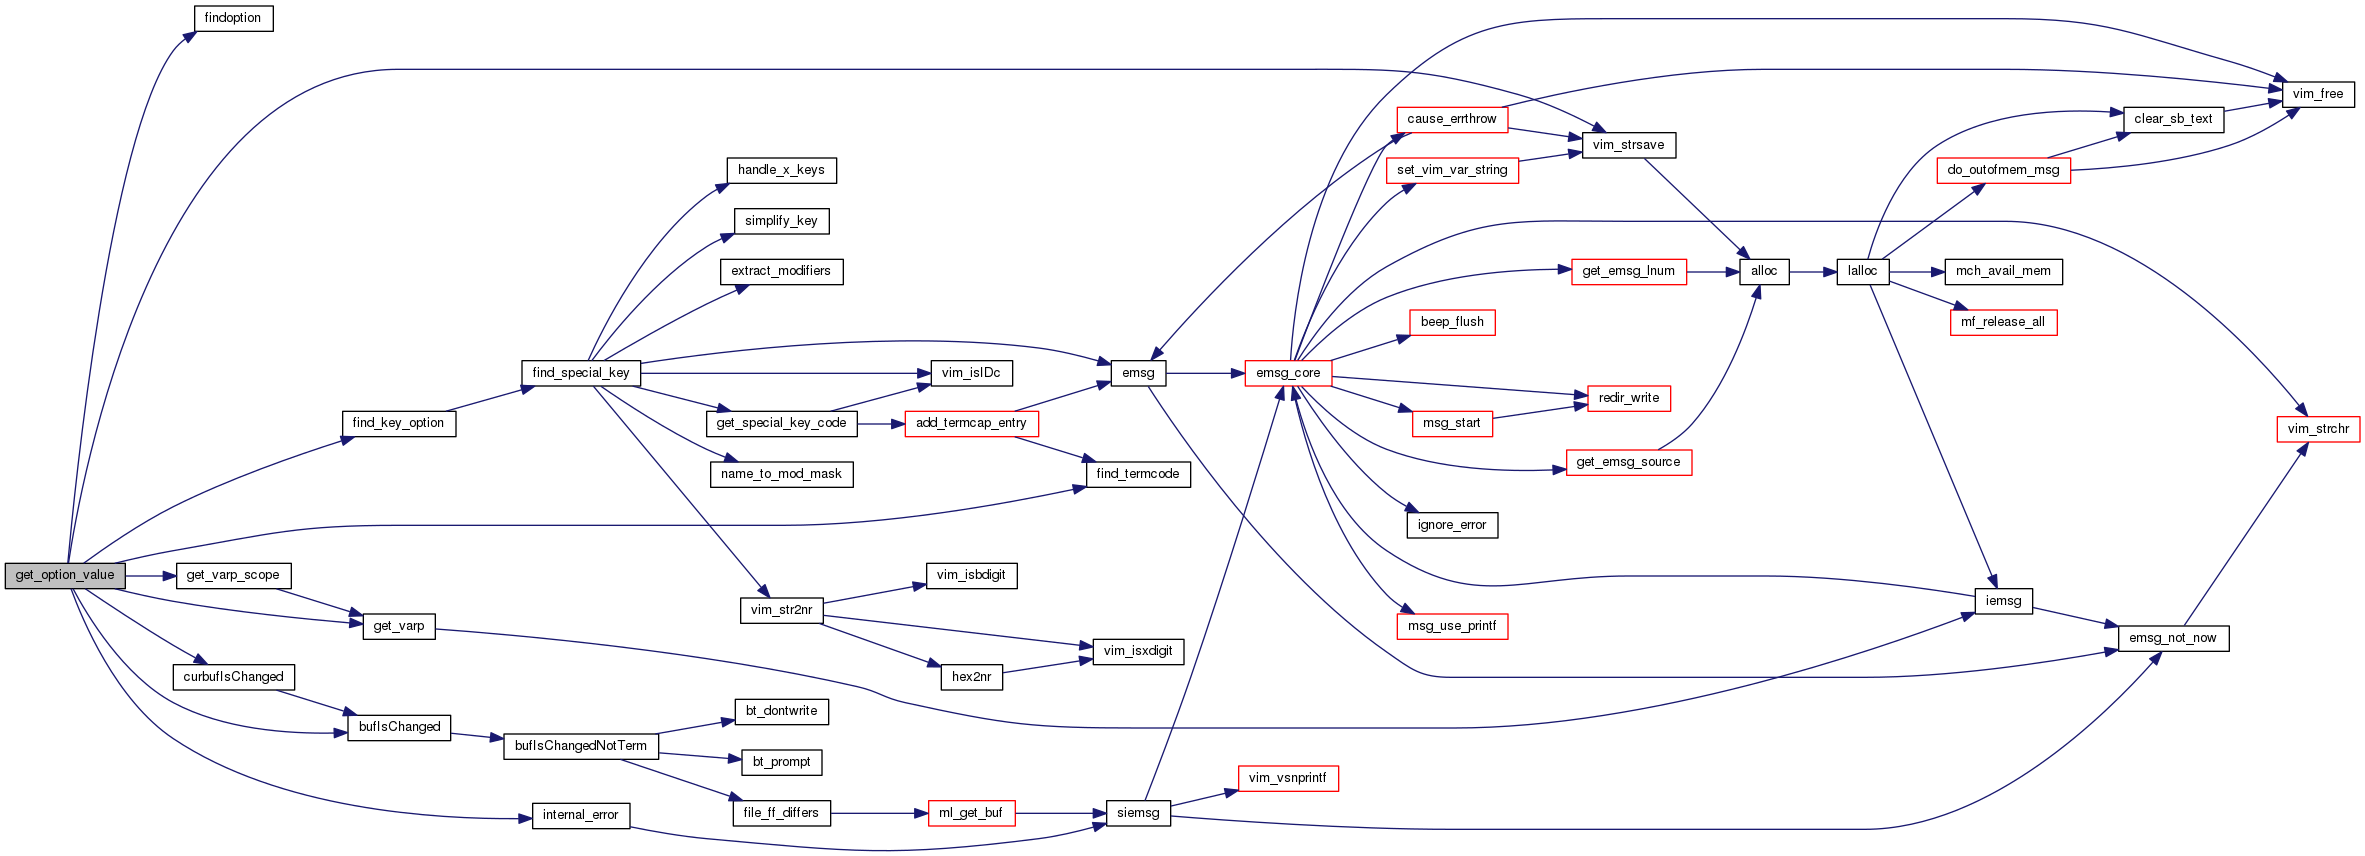 findoption
vim_free
cause_errthrow
clear_sb_text
vim_strsave
handle_x_keys
set_vim_var_string
do_outofmem_msg
simplify_key
extract_modifiers
get_emsg_lnum
alloc
lalloc
mch_avail_mem
beep_flush
mf_release_all
find_special_key
vim_isIDc
emsg
emsg_core
redir_write
find_key_option
get_special_key_code
add_termcap_entry
msg_start
vim_strchr
name_to_mod_mask
find_termcode
get_emsg_source
ignore_error
get_option_value
get_varp_scope
vim_isbdigit
vim_str2nr
iemsg
get_varp
msg_use_printf
emsg_not_now
vim_isxdigit
curbufIsChanged
hex2nr
bt_dontwrite
bufIsChanged
bufIsChangedNotTerm
bt_prompt
vim_vsnprintf
internal_error
file_ff_differs
ml_get_buf
siemsg